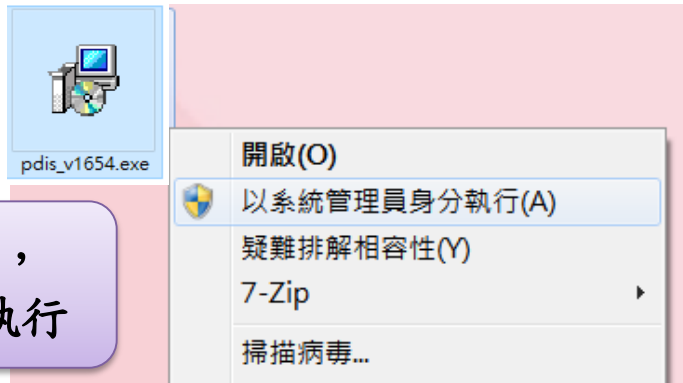 pdis_v1654.exe
開啟(O)
以系統管理員身分執行(A)
疑難排解相容性(Y)
7-Zip
掃描病毒...
，
執行